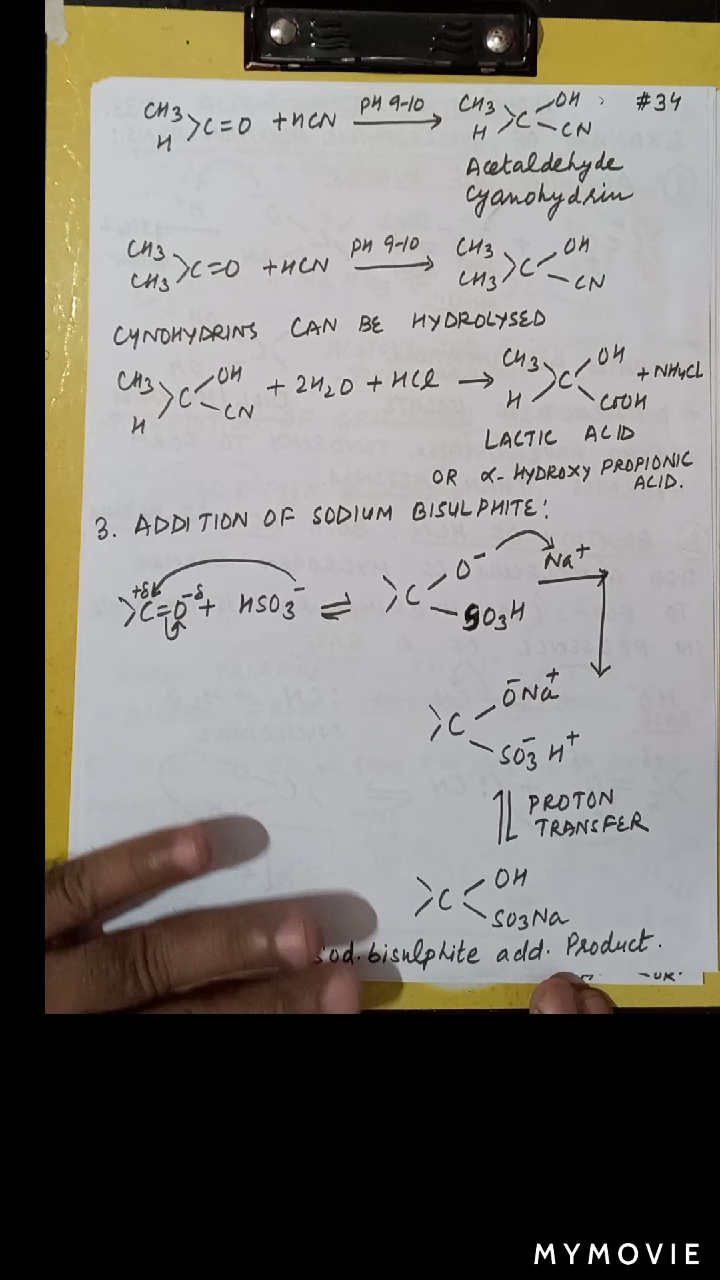 #34
CH3 H >C=O +HCN PH 9-10 → CH3 H >C OH CN
Acetaldehyde
Cyanohydrin
CH3 CH3 >C=O +HCN PH 9-10 → CH3 CH3 >C OH CN
CYNOHYDRINS CAN BE HYDROLYSED
CH3 H >C OH CN + 2H2O + HCl → CH3 H >C OH COOH + NH4Cl
LACTIC ACID
OR α-HYDROXY PROPIONIC
ACID.
3. ADDITION OF SODIUM BISULPHITE:
>C+δ=O-δ + HSO3- ⇌ >C O- SO3H Na+ →
>C O-Na+ SO3- H+
⇅ PROTON
TRANSFER
>C OH SO3Na
sod. bisulphite add. Product.
MYMOVIE